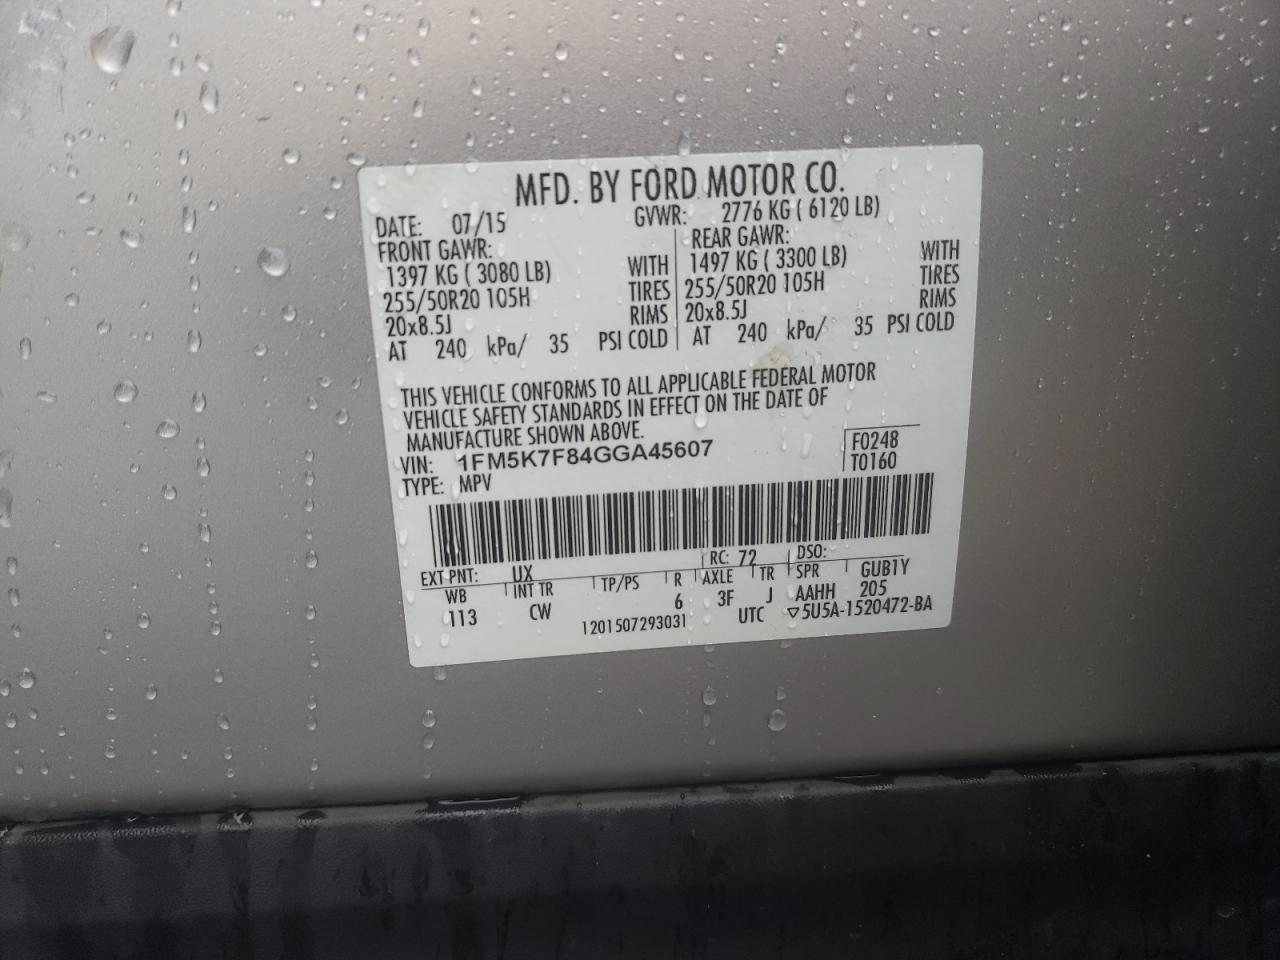 MFD. BY FORD MOTOR CO.
DATE: 07/15 GVWR: 2776 KG ( 6120 LB)
FRONT GAWR: REAR GAWR:
1397 KG ( 3080 LB) WITH 1497 KG ( 3300 LB) WITH
255/50R20 105H TIRES 255/50R20 105H TIRES
20x8.5J RIMS 20x8.5J RIMS
AT 240 kPa/ 35 PSI COLD AT 240 kPa/ 35 PSI COLD
THIS VEHICLE CONFORMS TO ALL APPLICABLE FEDERAL MOTOR
VEHICLE SAFETY STANDARDS IN EFFECT ON THE DATE OF
MANUFACTURE SHOWN ABOVE.
VIN: 1FM5K7F84GGA45607 F0248
TYPE: MPV T0160
RC: 72 DSO:
EXT PNT: UX
WB INT TR TP/PS R AXLE TR SPR GUB1Y
113 CW 6 3F J AAHH 205
1201507293031 UTC ▽5U5A-1520472-BA